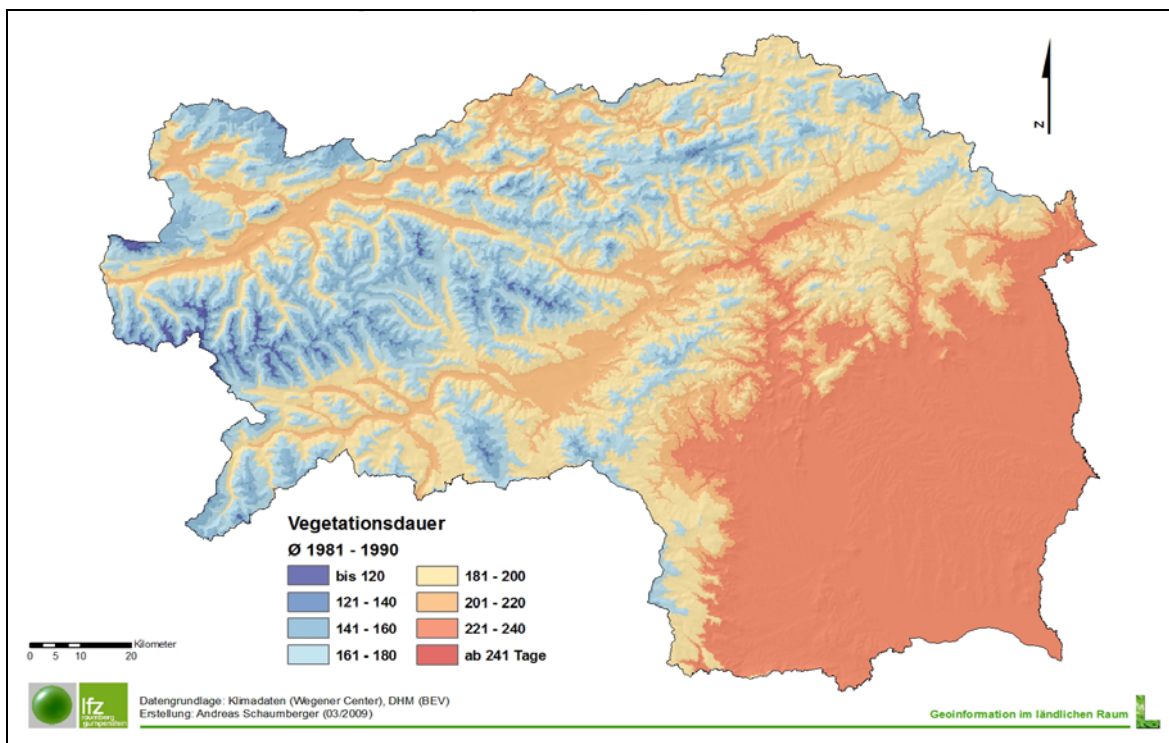 N
Vegetationsdauer
Ø 1981 - 1990
bis 120
121 - 140
141 - 160
161 - 180
181 - 200
201 - 220
221 - 240
ab 241 Tage
Kilometer
0 5 10 20
lfz
raumberg
gumpenstein
Datengrundlage: Klimadaten (Wegener Center), DHM (BEV)
Erstellung: Andreas Schaumberger (03/2009)
Geoinformation im ländlichen Raum